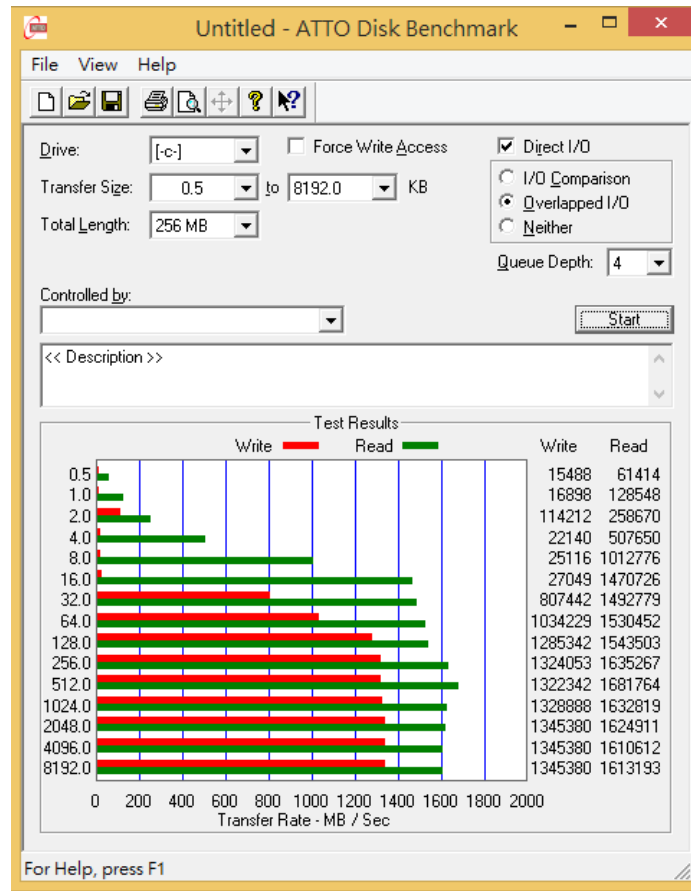 Untitled - ATTO Disk Benchmark
File View Help
Drive: [-c-] Force Write Access Direct I/O
Transfer Size: 0.5 to 8192.0 KB I/O Comparison
Overlapped I/O
Total Length: 256 MB Neither
Queue Depth: 4
Controlled by:
Start
<< Description >>
Test Results
Write Read Write Read
0.5 15488 61414
1.0 16898 128548
2.0 114212 258670
4.0 22140 507650
8.0 25116 1012776
16.0 27049 1470726
32.0 807442 1492779
64.0 1034229 1530452
128.0 1285342 1543503
256.0 1324053 1635267
512.0 1322342 1681764
1024.0 1328888 1632819
2048.0 1345380 1624911
4096.0 1345380 1610612
8192.0 1345380 1613193
0 200 400 600 800 1000 1200 1400 1600 1800 2000
Transfer Rate - MB / Sec
For Help, press F1